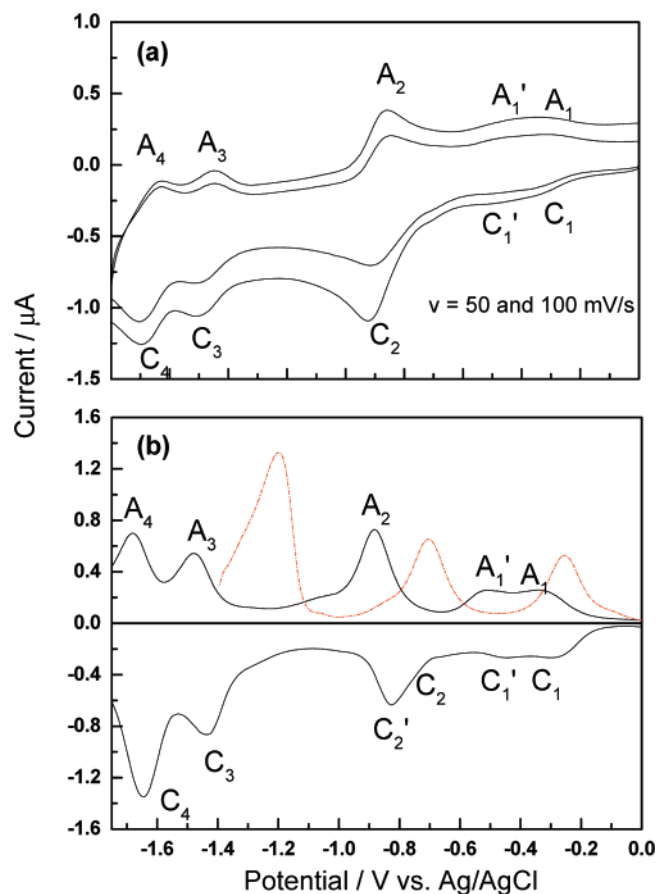 (a)
1.0
0.5
0.0
-0.5
-1.0
-1.5
A₄
A₃
A₂
A₁'
A₁
C₄
C₃
C₂
C₁'
C₁
v = 50 and 100 mV/s
Current / µA
(b)
1.6
1.2
0.8
0.4
0.0
-0.4
-0.8
-1.2
-1.6
A₄
A₃
A₂
A₁'
A₁
C₄
C₃
C₂'
C₂
C₁'
C₁
-1.6
-1.4
-1.2
-1.0
-0.8
-0.6
-0.4
-0.2
0.0
Potential / V vs. Ag/AgCl